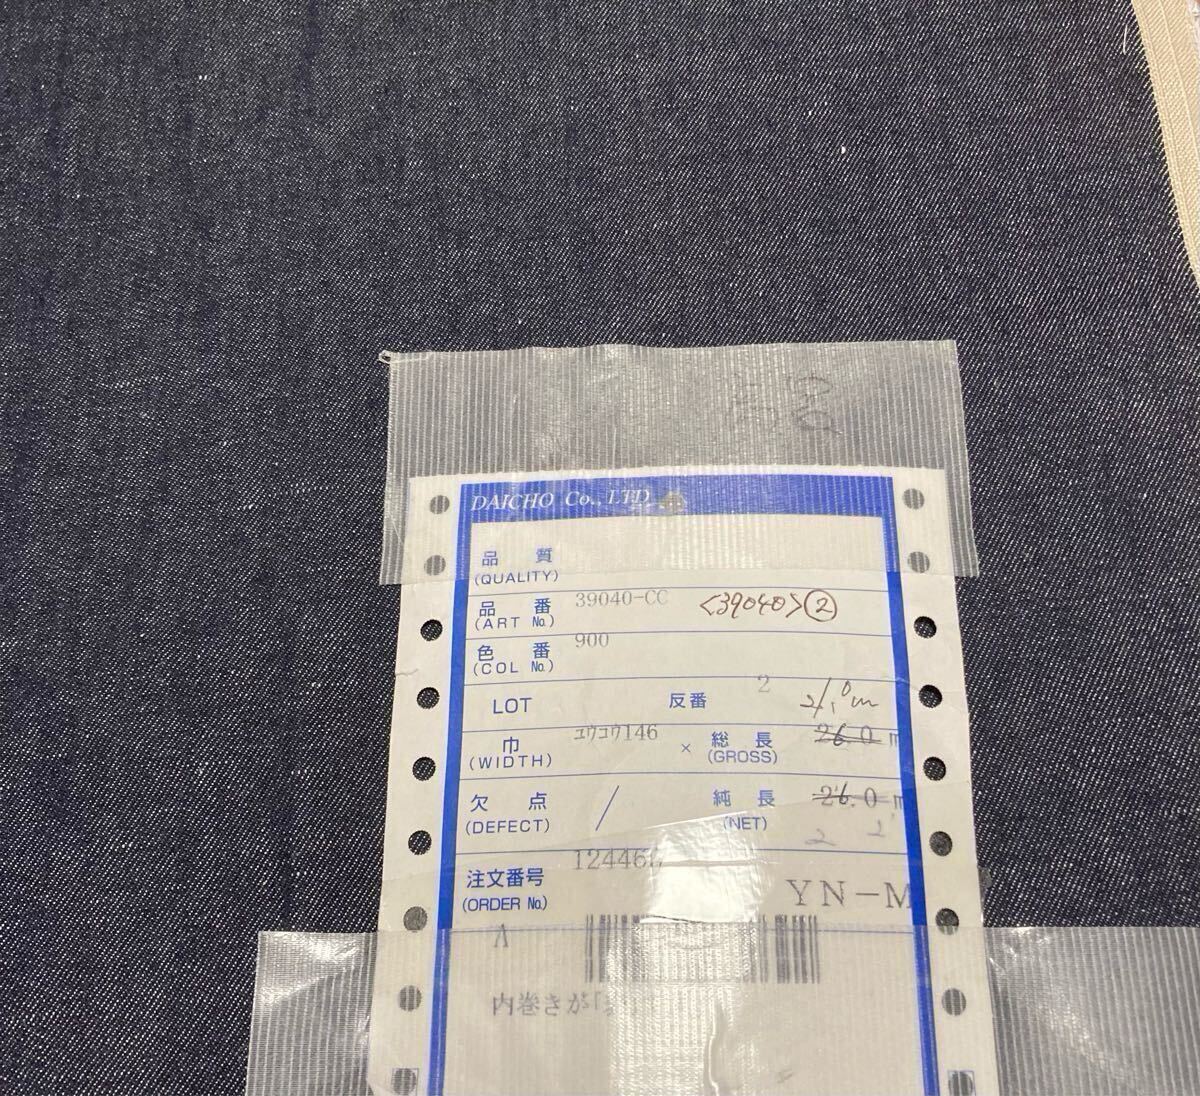 DAICHO Co., LTD
品 質
(QUALITY)
品 番 39040-CC <39040>②
(ART No.)
色 番 900
(COL No.)
LOT 反番 2 21.0m
巾 ユウコウ146 × 総 長 26.0 m
(WIDTH) (GROSS)
欠 点 / 純 長 26.0 m
(DEFECT) (NET)
注文番号 12446 YN-M
(ORDER No.)
A
内巻きが「